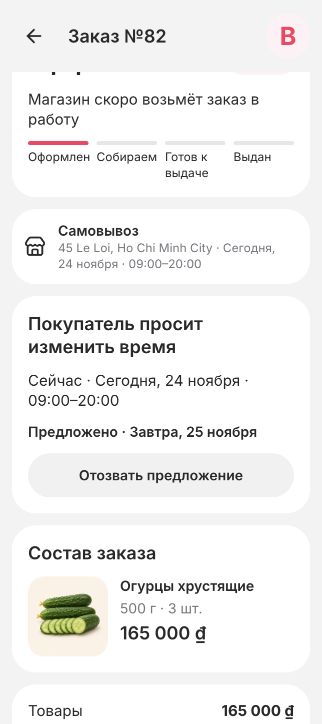 Заказ №82
В
Магазин скоро возьмёт заказ в
работу
Оформлен
Собираем
Готов к
выдаче
Выдан
Самовывоз
45 Le Loi, Ho Chi Minh City · Сегодня,
24 ноября · 09:00–20:00
Покупатель просит
изменить время
Сейчас · Сегодня, 24 ноября ·
09:00–20:00
Предложено · Завтра, 25 ноября
Отозвать предложение
Состав заказа
Огурцы хрустящие
500 г · 3 шт.
165 000 ₫
Товары
165 000 ₫